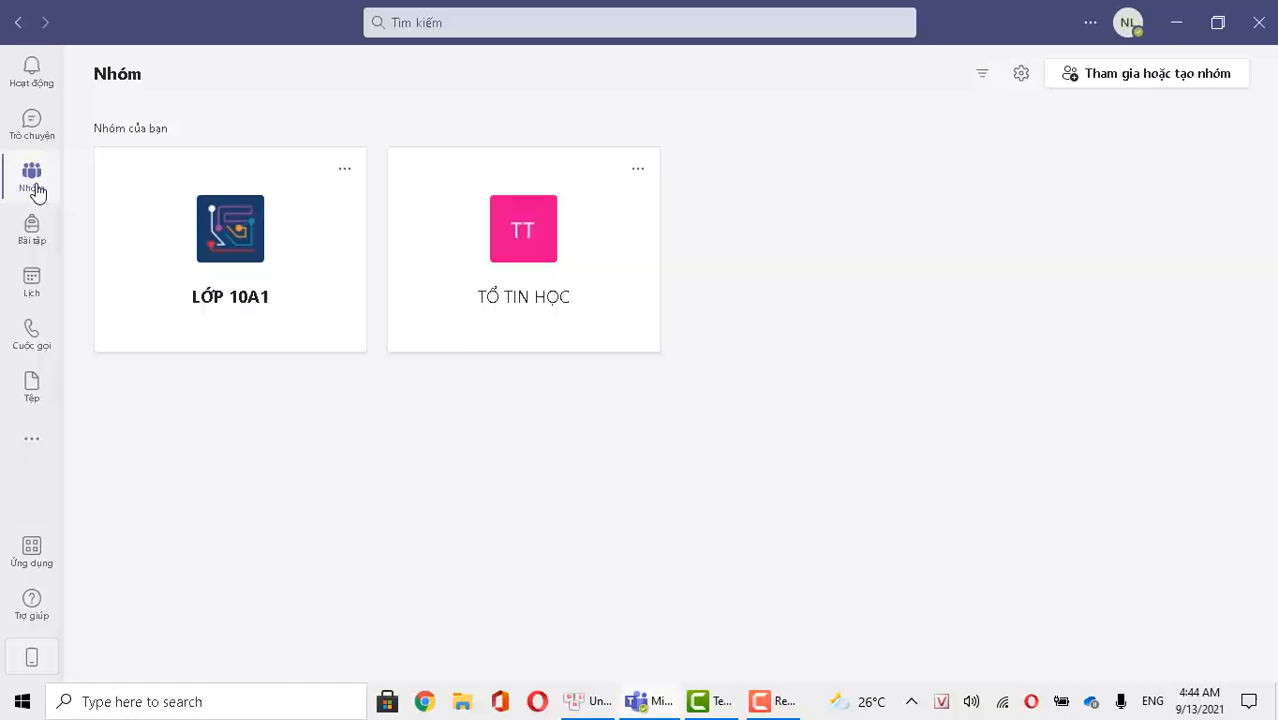 Tìm kiếm
NL
Hoạt động
Trò chuyện
Bài tập
Lịch
Cuộc gọi
Tệp
Ứng dụng
Trợ giúp
Nhóm
Tham gia hoặc tạo nhóm
Nhóm của bạn
LỚP 10A1
TT
TỔ TIN HỌC
Type here to search
Un...
Mi...
Te...
Re...
26°C
ENG
4:44 AM
9/13/2021